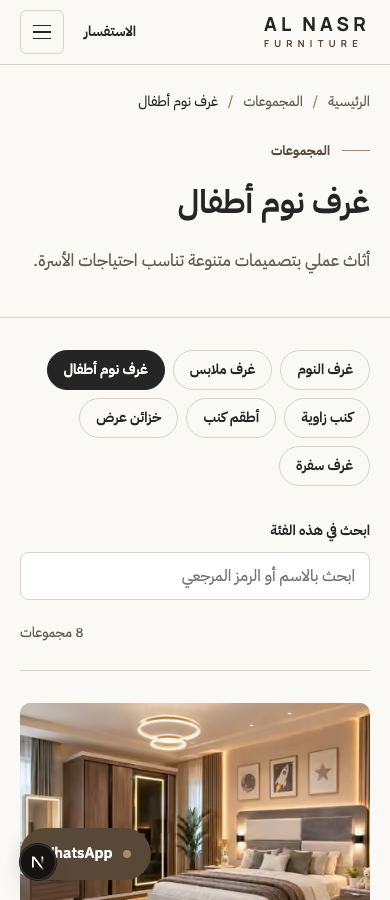 AL NASR
FURNITURE
الاستفسار
الرئيسية / المجموعات / غرف نوم أطفال
المجموعات
غرف نوم أطفال
أثاث عملي بتصميمات متنوعة تناسب احتياجات الأسرة.
غرف النوم
غرف ملابس
غرف نوم أطفال
كنب زاوية
أطقم كنب
خزائن عرض
غرف سفرة
ابحث في هذه الفئة
ابحث بالاسم أو الرمز المرجعي
8 مجموعات
hatsApp
N